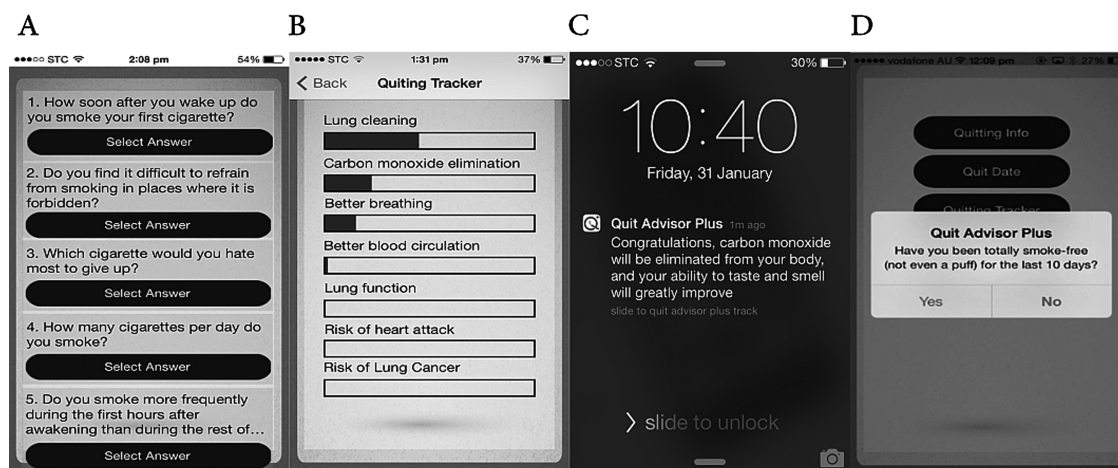 A
B
C
D
STC
2:08 pm
54%
1. How soon after you wake up do
you smoke your first cigarette?
Select Answer
2. Do you find it difficult to refrain
from smoking in places where it is
forbidden?
Select Answer
3. Which cigarette would you hate
most to give up?
Select Answer
4. How many cigarettes per day do
you smoke?
Select Answer
5. Do you smoke more frequently
during the first hours after
awakening than during the rest of...
Select Answer
STC
1:31 pm
37%
Back
Quiting Tracker
Lung cleaning
Carbon monoxide elimination
Better breathing
Better blood circulation
Lung function
Risk of heart attack
Risk of Lung Cancer
STC
30%
10:40
Friday, 31 January
Quit Advisor Plus 1m ago
Congratulations, carbon monoxide
will be eliminated from your body,
and your ability to taste and smell
will greatly improve
slide to quit advisor plus track
slide to unlock
vodafone AU
12:09 pm
27%
Quitting Info
Quit Date
Quitting Tracker
Quit Advisor Plus
Have you been totally smoke-free
(not even a puff) for the last 10 days?
Yes
No